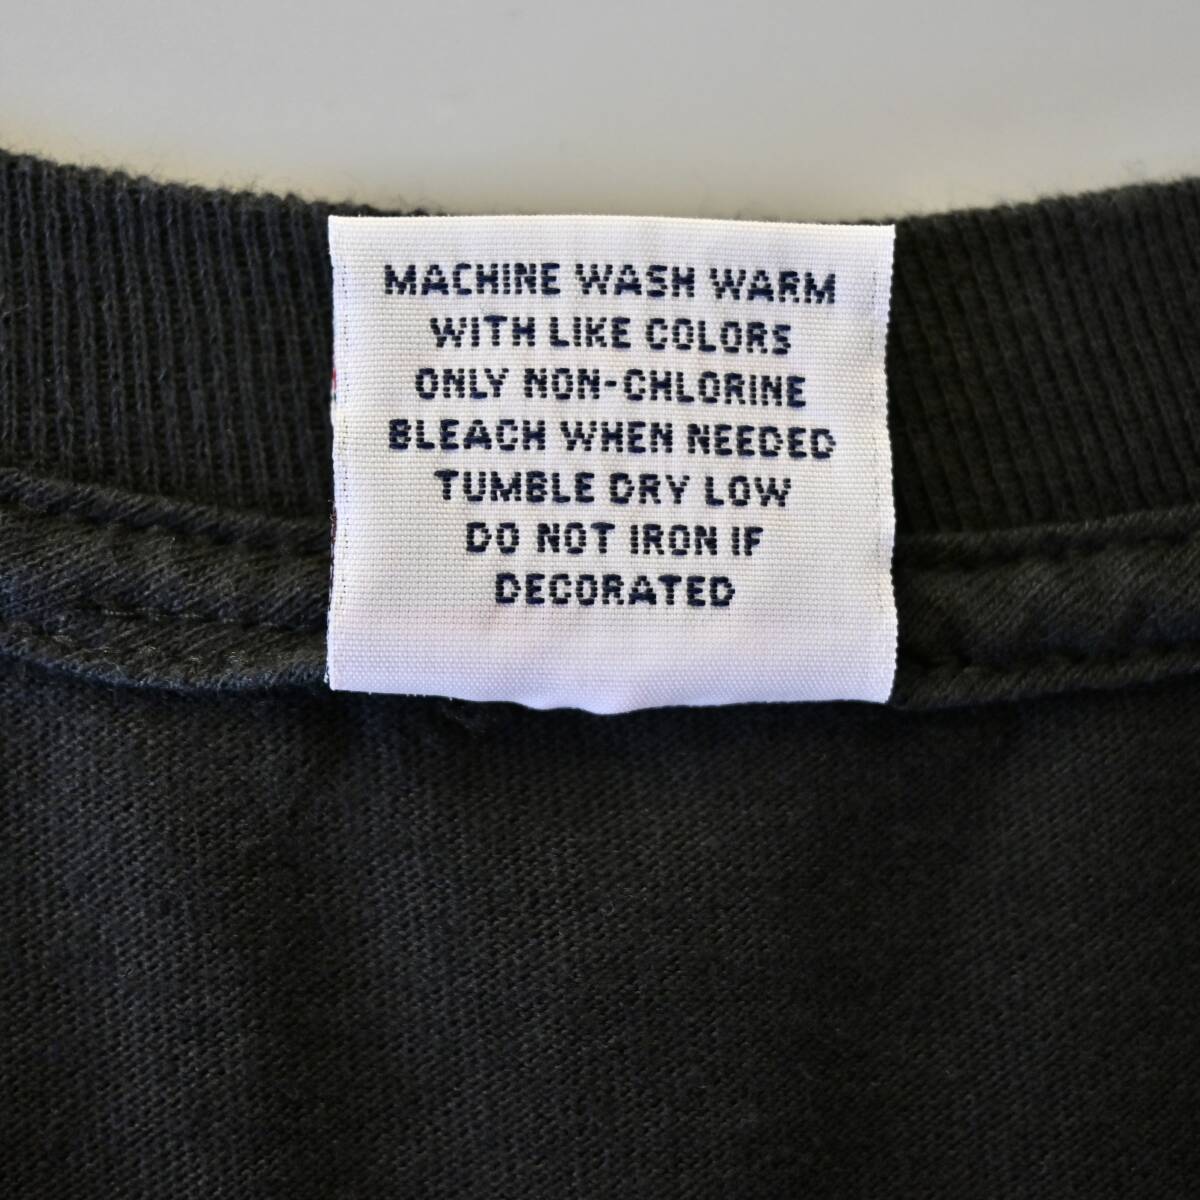 MACHINE WASH WARM
WITH LIKE COLORS
ONLY NON-CHLORINE
BLEACH WHEN NEEDED
TUMBLE DRY LOW
DO NOT IRON IF
DECORATED